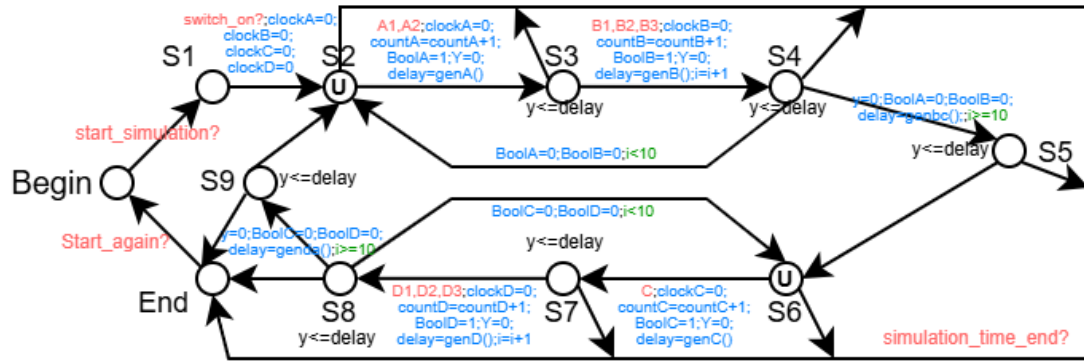 switch_on?;clockA=0;
clockB=0;
clockC=0;
clockD=0
S1
S2
U
A1,A2;clockA=0;
countA=countA+1;
BoolA=1;Y=0;
delay=genA()
S3
y<=delay
B1,B2,B3;clockB=0;
countB=countB+1;
BoolB=1;Y=0;
delay=genB();i=i+1
S4
y<=delay
y=0;BoolA=0;BoolB=0;
delay=genbc();;i>=10
y<=delay
S5
start_simulation?
BoolA=0;BoolB=0;i<10
Begin
S9
y<=delay
BoolC=0;BoolD=0;i<10
Start_again?
y=0;BoolC=0;BoolD=0;
delay=genda();i>=10
y<=delay
End
S8
y<=delay
D1,D2,D3;clockD=0;
countD=countD+1;
BoolD=1;Y=0;
delay=genD();i=i+1
S7
C;clockC=0;
countC=countC+1;
BoolC=1;Y=0;
delay=genC()
U
S6
simulation_time_end?